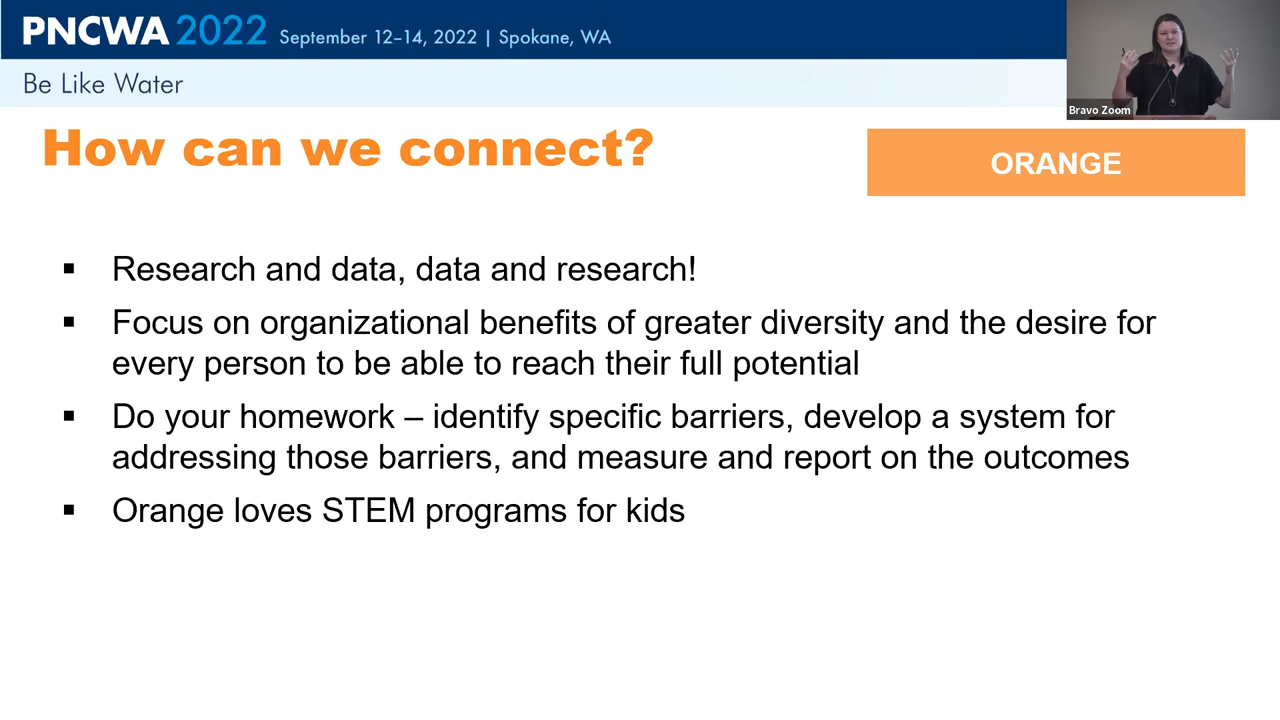 PNCWA 2022 September 12–14, 2022 | Spokane, WA
Be Like Water
Bravo Zoom
How can we connect?
ORANGE
▪ Research and data, data and research!
▪ Focus on organizational benefits of greater diversity and the desire for
every person to be able to reach their full potential
▪ Do your homework – identify specific barriers, develop a system for
addressing those barriers, and measure and report on the outcomes
▪ Orange loves STEM programs for kids